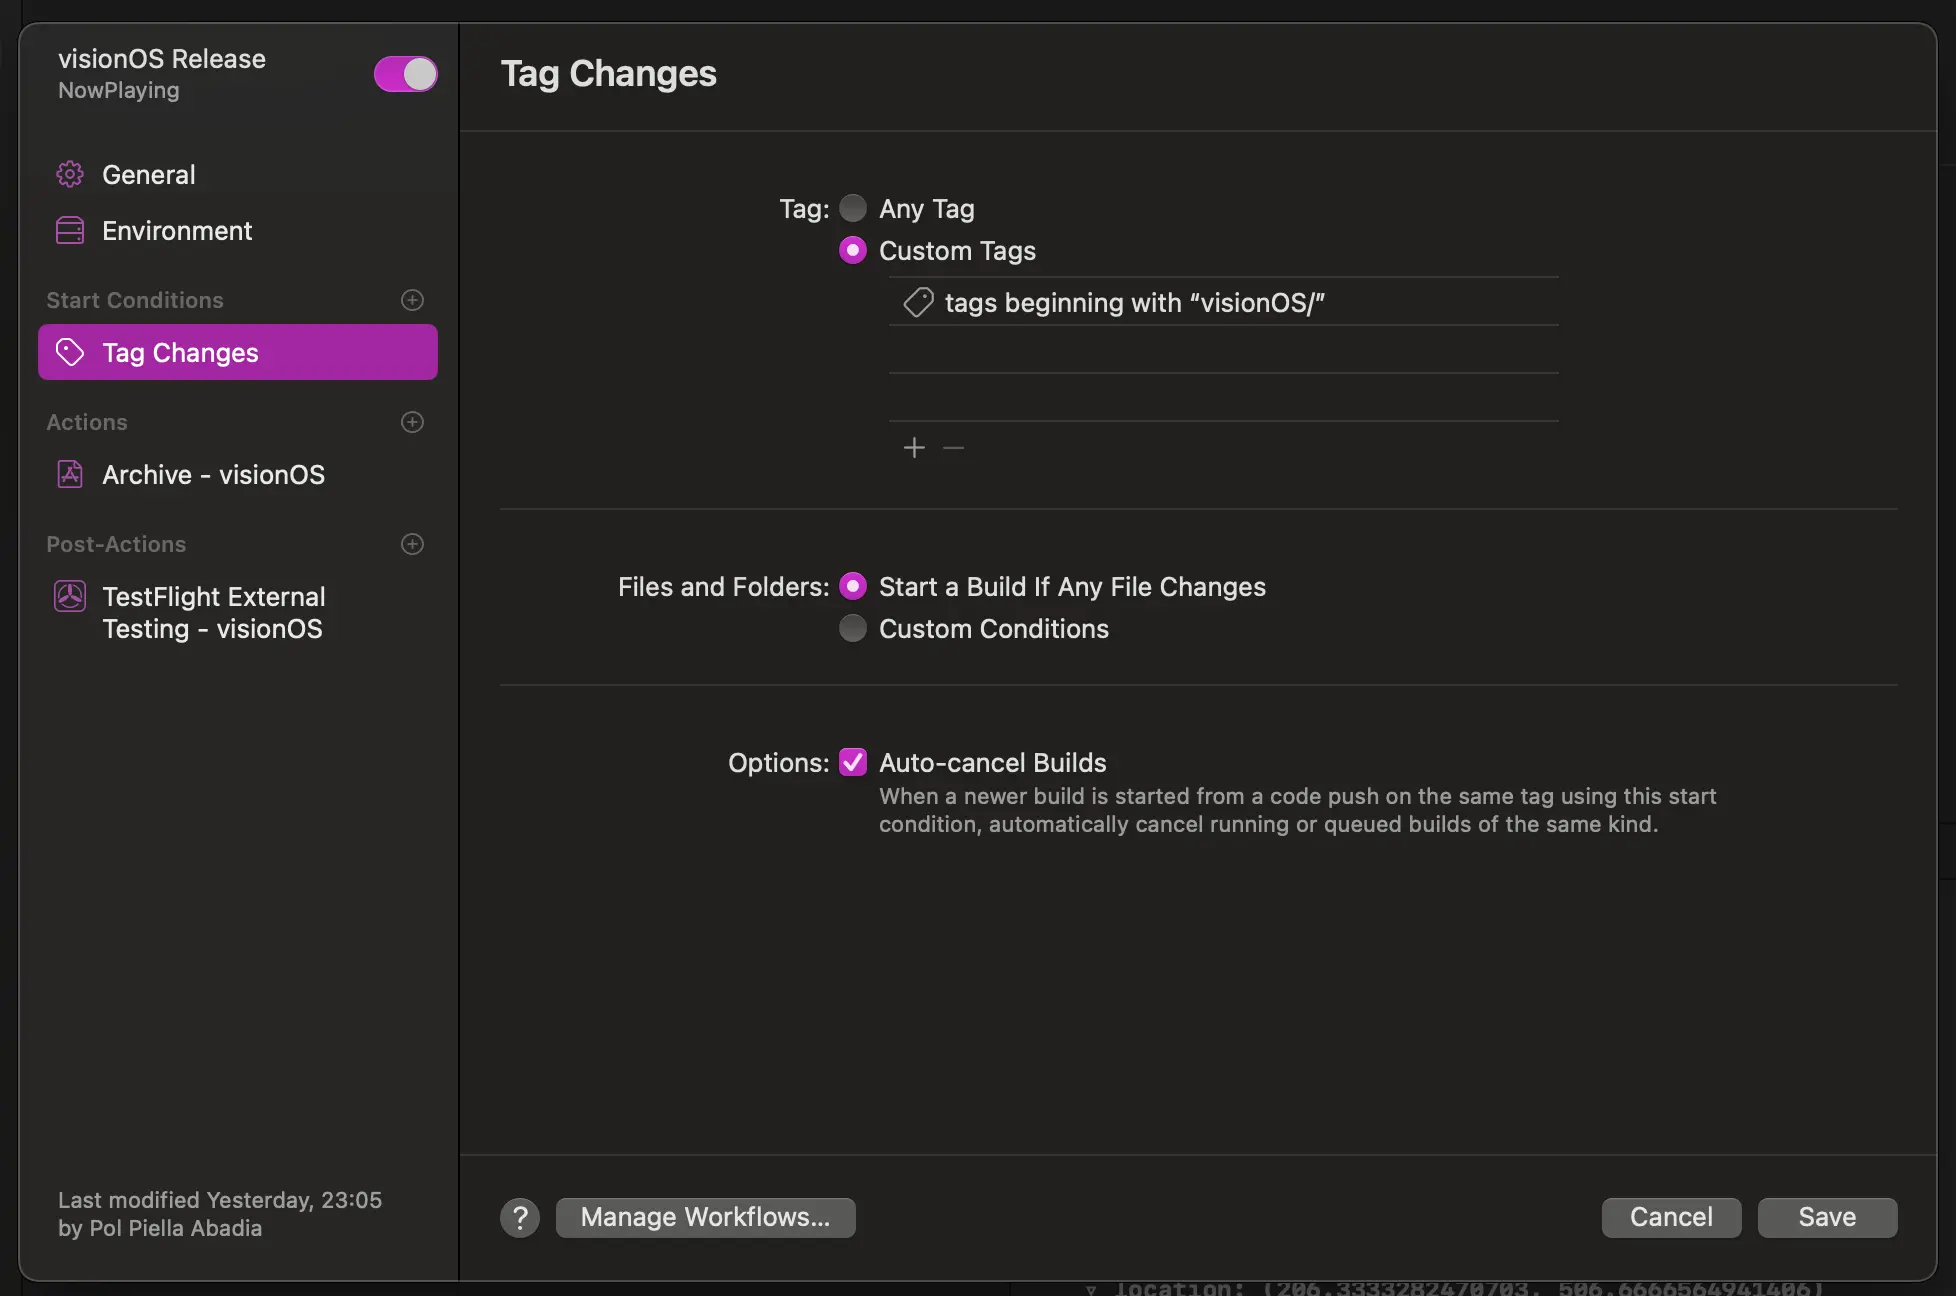 visionOS Release
NowPlaying
General
Environment
Start Conditions
Tag Changes
Actions
Archive - visionOS
Post-Actions
TestFlight External
Testing - visionOS
Last modified Yesterday, 23:05
by Pol Piella Abadia
Tag Changes
Tag: Any Tag
Custom Tags
tags beginning with “visionOS/”
Files and Folders: Start a Build If Any File Changes
Custom Conditions
Options: Auto-cancel Builds
When a newer build is started from a code push on the same tag using this start
condition, automatically cancel running or queued builds of the same kind.
? Manage Workflows... Cancel Save
location: (206.3333282470703, 506.6666564941406)